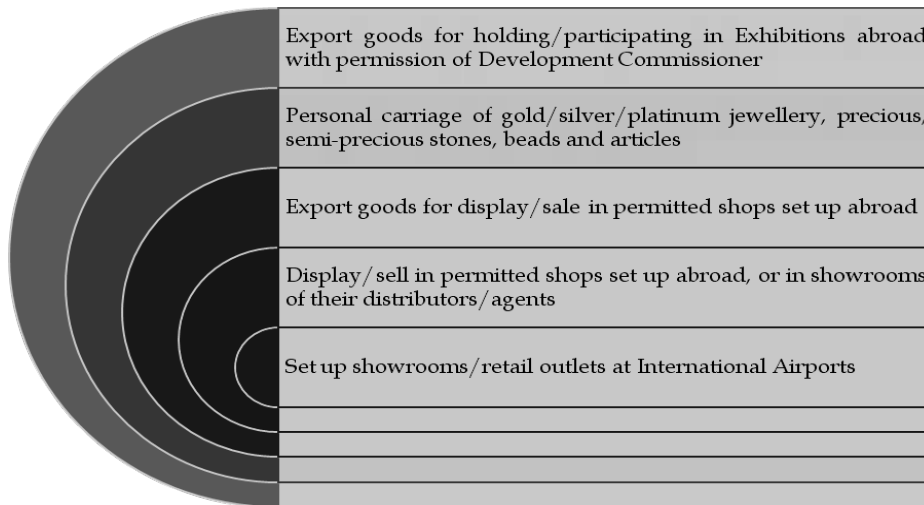 Export goods for holding/participating in Exhibitions abroad
with permission of Development Commissioner
Personal carriage of gold/silver/platinum jewellery, precious,
semi-precious stones, beads and articles
Export goods for display/sale in permitted shops set up abroad
Display/sell in permitted shops set up abroad, or in showrooms
of their distributors/agents
Set up showrooms/retail outlets at International Airports